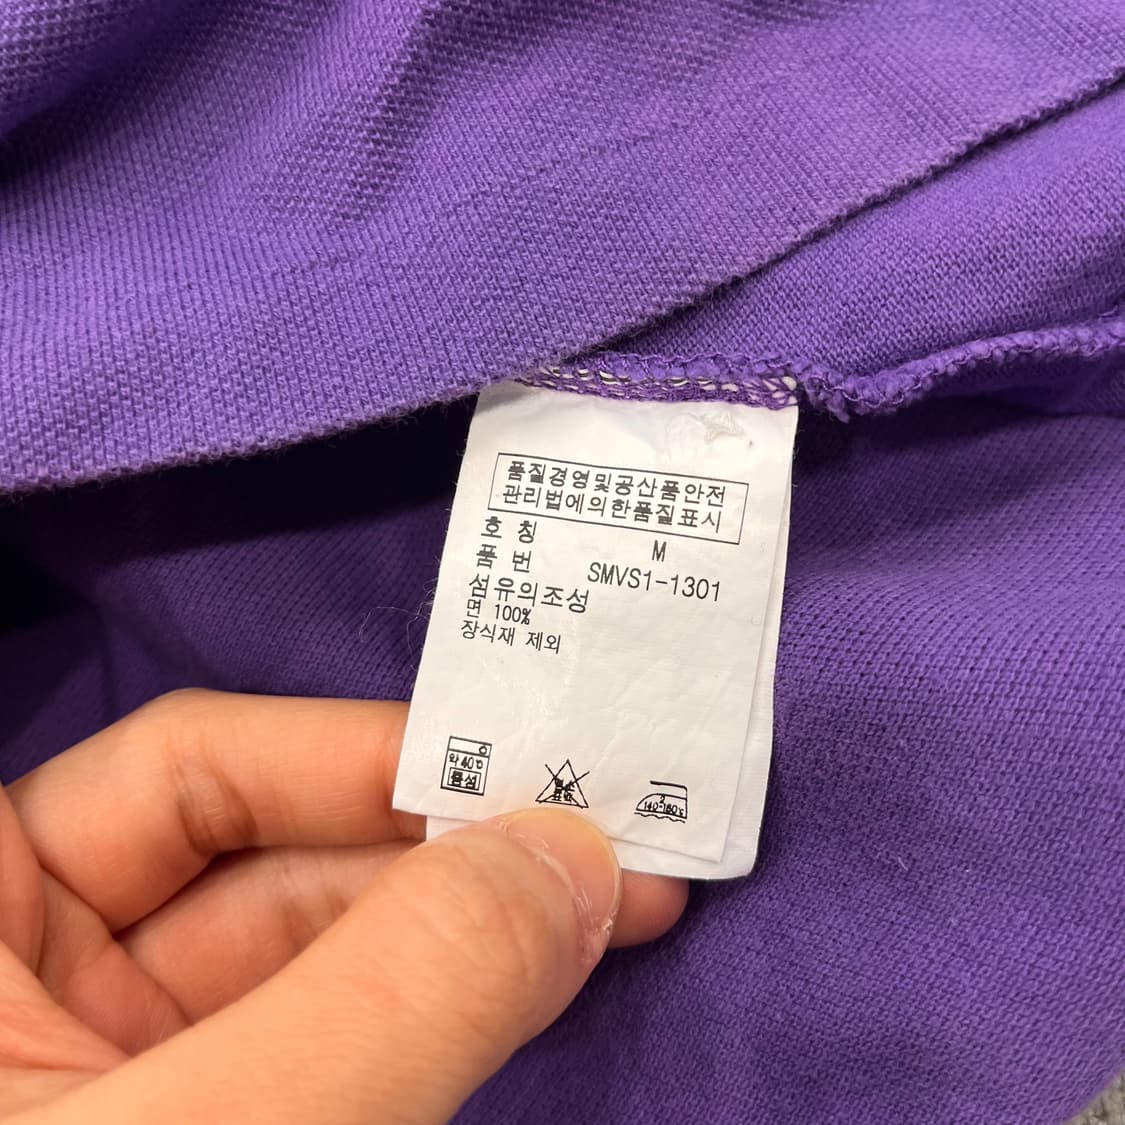 품질경영및공산품안전
관리법에의한품질표시
호 칭 M
품 번 SMVS1-1301
섬유의조성
면 100%
장식재 제외
약 40℃
중성
3
140~160℃